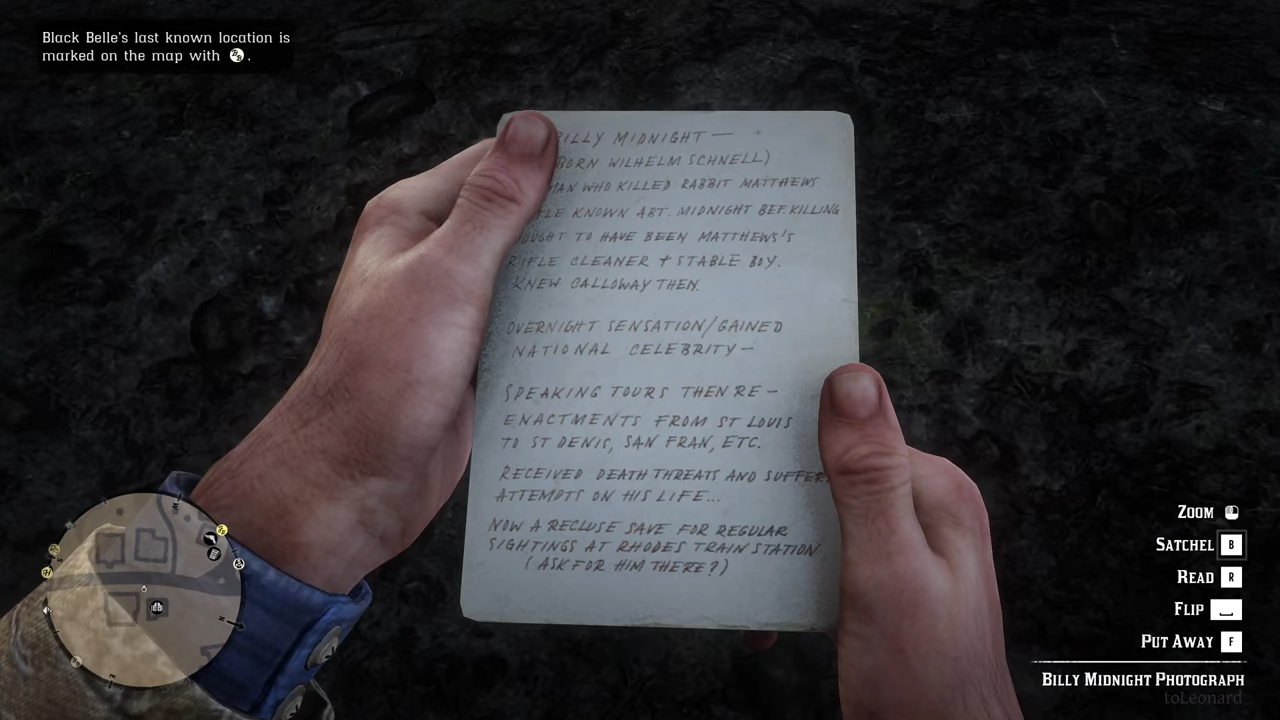 Black Belle's last known location is
marked on the map with .
BILLY MIDNIGHT —
BORN WILHELM SCHNELL)
MAN WHO KILLED RABBIT MATTHEWS
KNOWN ABT. MIDNIGHT BEF. KILLING
TO HAVE BEEN MATTHEWS'S
RIFLE CLEANER + STABLE BOY.
KNEW CALLOWAY THEN.
OVERNIGHT SENSATION/GAINED
NATIONAL CELEBRITY —
SPEAKING TOURS THEN RE-
ENACTMENTS FROM ST LOUIS
TO ST DENIS, SAN FRAN, ETC.
RECEIVED DEATH THREATS AND SUFFER
ATTEMPTS ON HIS LIFE...
NOW A RECLUSE SAVE FOR REGULAR
SIGHTINGS AT RHODES TRAIN STATION
(ASK FOR HIM THERE?)
ZOOM
SATCHEL B
READ R
FLIP
PUT AWAY F
BILLY MIDNIGHT PHOTOGRAPH
toLeonard